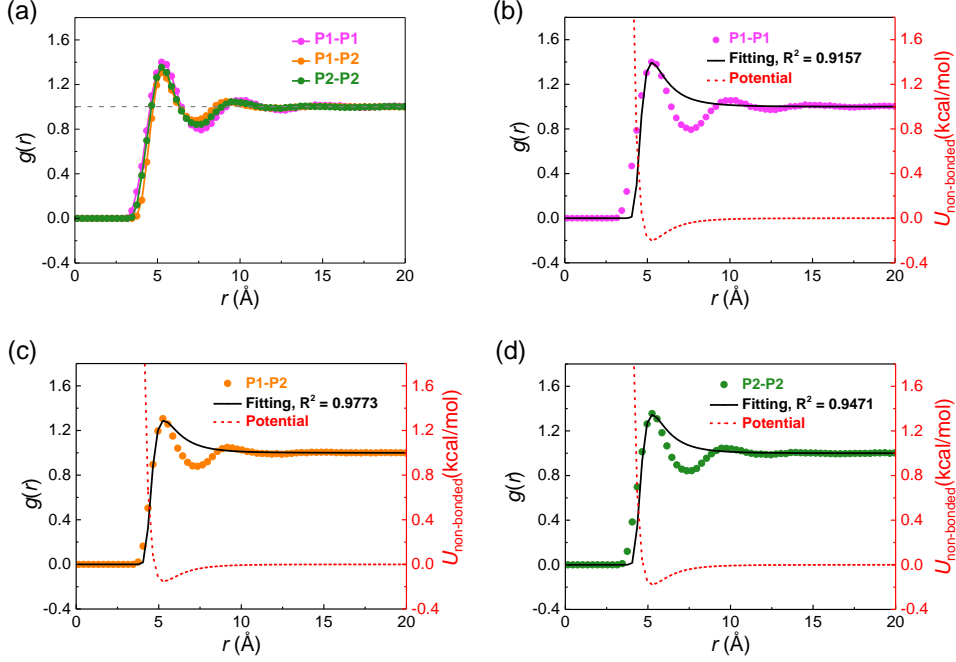 (a)
g(r)
1.6
1.2
0.8
0.4
0.0
-0.4
P1-P1
P1-P2
P2-P2
0 5 10 15 20
r (Å)
(b)
g(r)
1.6
1.2
0.8
0.4
0.0
-0.4
P1-P1
Fitting, R² = 0.9157
Potential
1.6
1.2
0.8
0.4
0.0
-0.4
U non-bonded(kcal/mol)
0 5 10 15 20
r (Å)
(c)
g(r)
1.6
1.2
0.8
0.4
0.0
-0.4
P1-P2
Fitting, R² = 0.9773
Potential
1.6
1.2
0.8
0.4
0.0
-0.4
U non-bonded(kcal/mol)
0 5 10 15 20
r (Å)
(d)
g(r)
1.6
1.2
0.8
0.4
0.0
-0.4
P2-P2
Fitting, R² = 0.9471
Potential
1.6
1.2
0.8
0.4
0.0
-0.4
U non-bonded(kcal/mol)
0 5 10 15 20
r (Å)